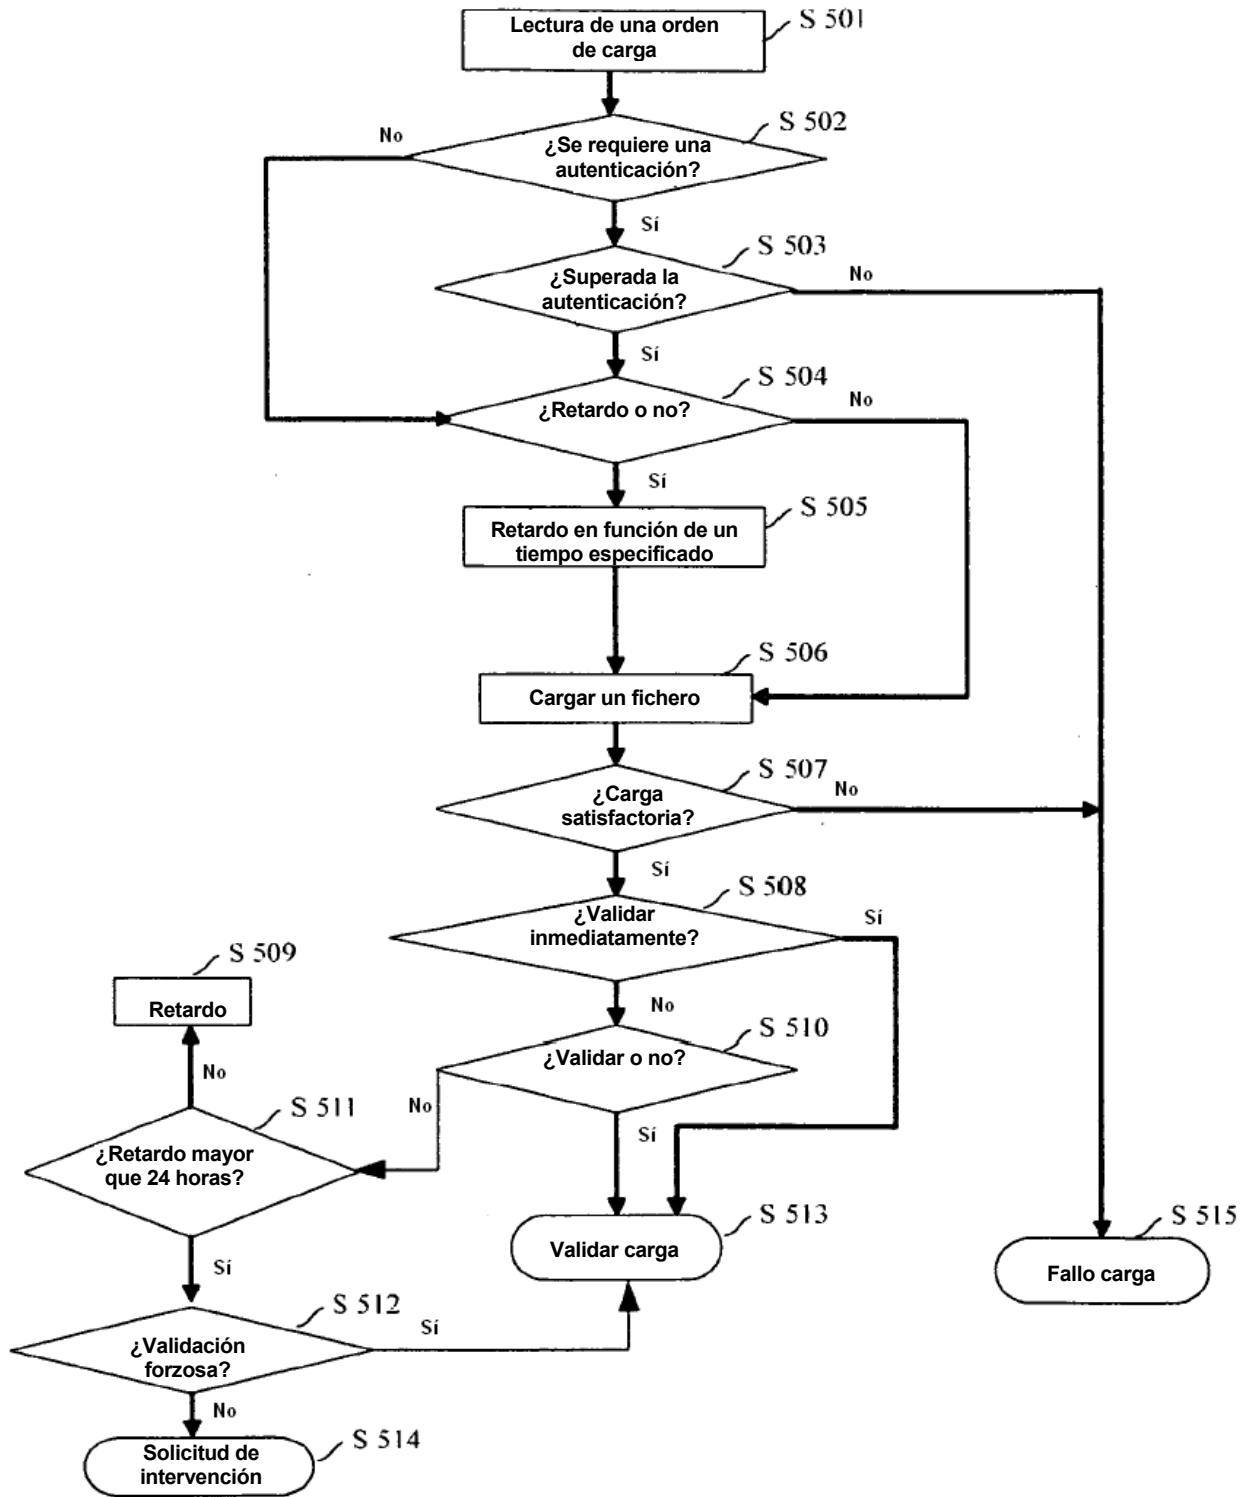 Lectura de una orden
de carga
S 501
S 502
No
¿Se requiere una
autenticación?
Sí
S 503
¿Superada la
autenticación?
No
Sí
S 504
¿Retardo o no?
No
Sí
S 505
Retardo en función de un
tiempo especificado
S 506
Cargar un fichero
S 507
¿Carga
satisfactoria?
No
Sí
S 508
¿Validar
inmediatamente?
Sí
S 509
Retardo
No
S 510
¿Validar o no?
No
No
S 511
Sí
¿Retardo mayor
que 24 horas?
S 513
Validar carga
S 515
Fallo carga
Sí
S 512
Sí
¿Validación
forzosa?
No
S 514
Solicitud de
intervención